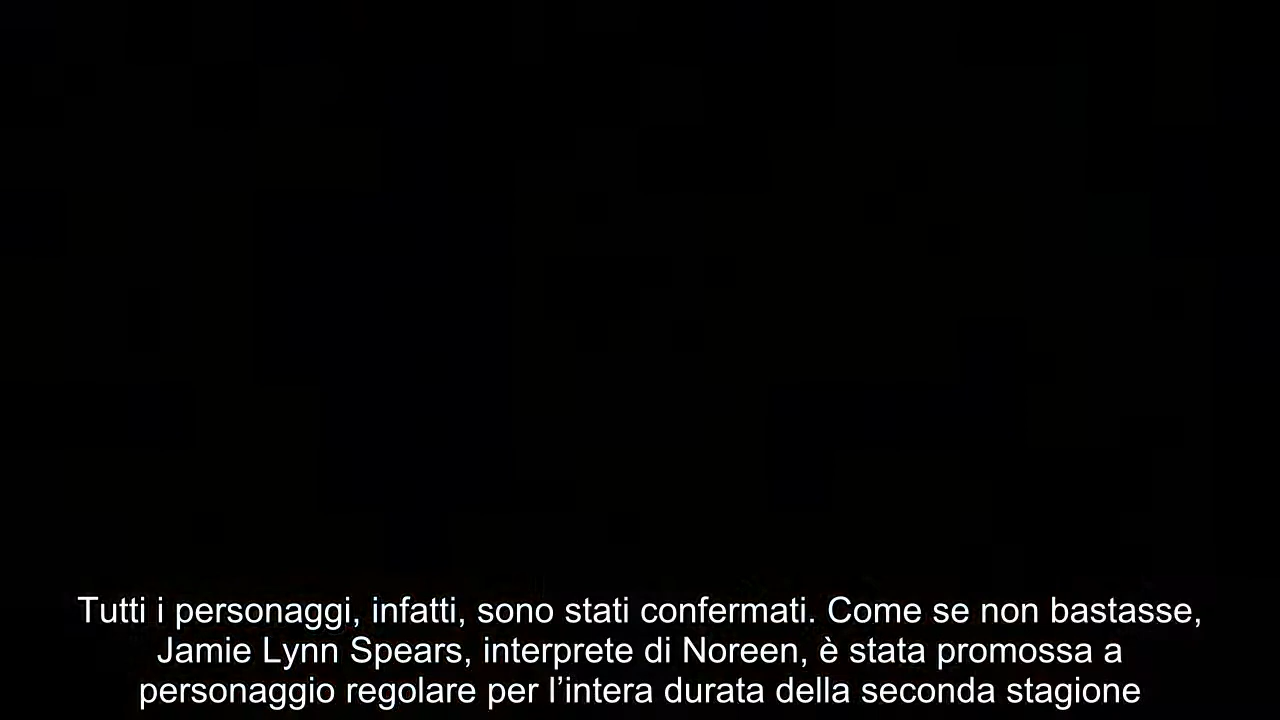 Tutti i personaggi, infatti, sono stati confermati. Come se non bastasse,
Jamie Lynn Spears, interprete di Noreen, è stata promossa a
personaggio regolare per l’intera durata della seconda stagione